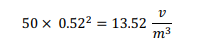 50 × 0.52² = 13.52 v/m³